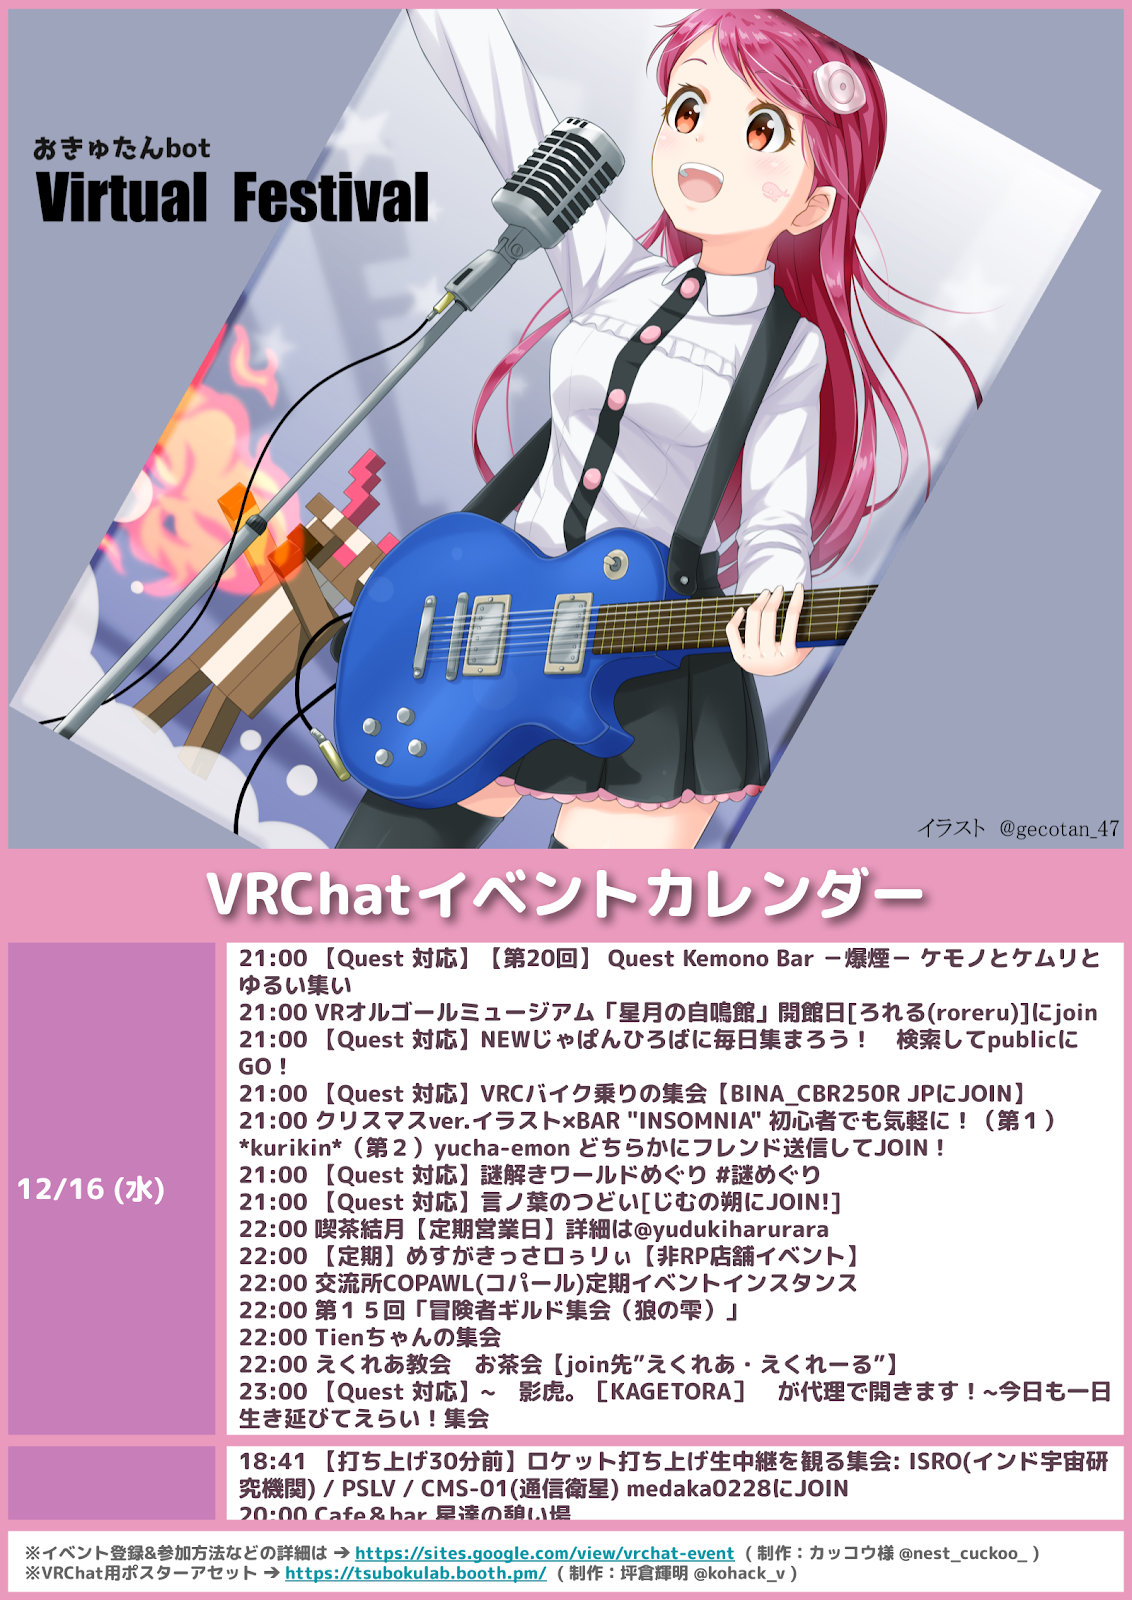 おきゅたんbot
Virtual Festival
イラスト @gecotan_47
VRChatイベントカレンダー
12/16 (水)
21:00 【Quest 対応】【第20回】 Quest Kemono Bar －爆煙－ ケモノとケムリと
ゆるい集い
21:00 VRオルゴールミュージアム「星月の自鳴館」開館日[ろれる(roreru)]にjoin
21:00 【Quest 対応】NEWじゃぱんひろばに毎日集まろう！　検索してpublicに
GO！
21:00 【Quest 対応】VRCバイク乗りの集会【BINA_CBR250R JPにJOIN】
21:00 クリスマスver.イラスト×BAR "INSOMNIA" 初心者でも気軽に！（第１）
*kurikin*（第２）yucha-emon どちらかにフレンド送信してJOIN！
21:00 【Quest 対応】謎解きワールドめぐり #謎めぐり
21:00 【Quest 対応】言ノ葉のつどい[じむの朔にJOIN!]
22:00 喫茶結月【定期営業日】詳細は@yudukiharurara
22:00 【定期】めすがきっさロぅリぃ【非RP店舗イベント】
22:00 交流所COPAWL(コパール)定期イベントインスタンス
22:00 第１５回「冒険者ギルド集会（狼の雫）」
22:00 Tienちゃんの集会
22:00 えくれあ教会　お茶会【join先”えくれあ・えくれーる”】
23:00 【Quest 対応】~　影虎。［KAGETORA］　が代理で開きます！~今日も一日
生き延びてえらい！集会
18:41 【打ち上げ30分前】ロケット打ち上げ生中継を観る集会: ISRO(インド宇宙研
究機関) / PSLV / CMS-01(通信衛星) medaka0228にJOIN
20:00 Cafe＆bar 星達の憩い場
※イベント登録&参加方法などの詳細は → https://sites.google.com/view/vrchat-event （制作：カッコウ様 @nest_cuckoo_ ）
※VRChat用ポスターアセット → https://tsubokulab.booth.pm/ （制作：坪倉輝明 @kohack_v ）